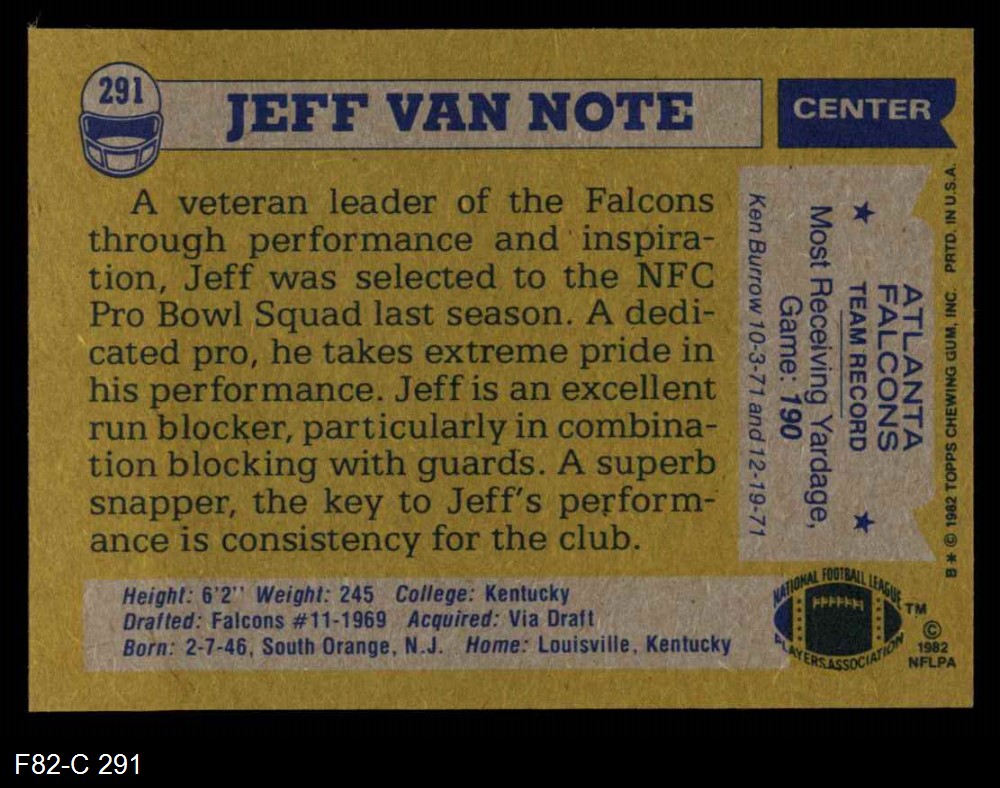 291
JEFF VAN NOTE
CENTER
A veteran leader of the Falcons
through performance and inspira-
tion, Jeff was selected to the NFC
Pro Bowl Squad last season. A dedi-
cated pro, he takes extreme pride in
his performance. Jeff is an excellent
run blocker, particularly in combina-
tion blocking with guards. A superb
snapper, the key to Jeff's perform-
ance is consistency for the club.
ATLANTA
FALCONS
★ TEAM RECORD ★
Most Receiving Yardage,
Game: 190
Ken Burrow 10-3-71 and 12-19-71
B* © 1982 TOPPS CHEWING GUM, INC. PRTD. IN U.S.A.
Height: 6'2" Weight: 245 College: Kentucky
Drafted: Falcons #11-1969 Acquired: Via Draft
Born: 2-7-46, South Orange, N.J. Home: Louisville, Kentucky
NATIONAL FOOTBALL LEAGUE
PLAYERS ASSOCIATION
TM
©
1982
NFLPA
F82-C 291